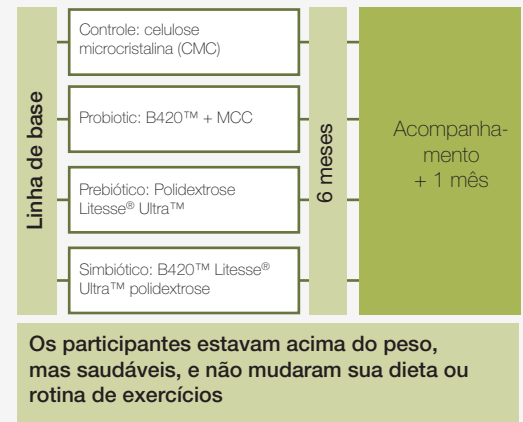 Linha de base
Controle: celulose
microcristalina (CMC)
Probiotic: B420™ + MCC
Prebiótico: Polidextrose
Litesse® Ultra™
Simbiótico: B420™ Litesse®
Ultra™ polidextrose
6 meses
Acompanha-
mento
+ 1 mês
Os participantes estavam acima do peso,
mas saudáveis, e não mudaram sua dieta ou
rotina de exercícios